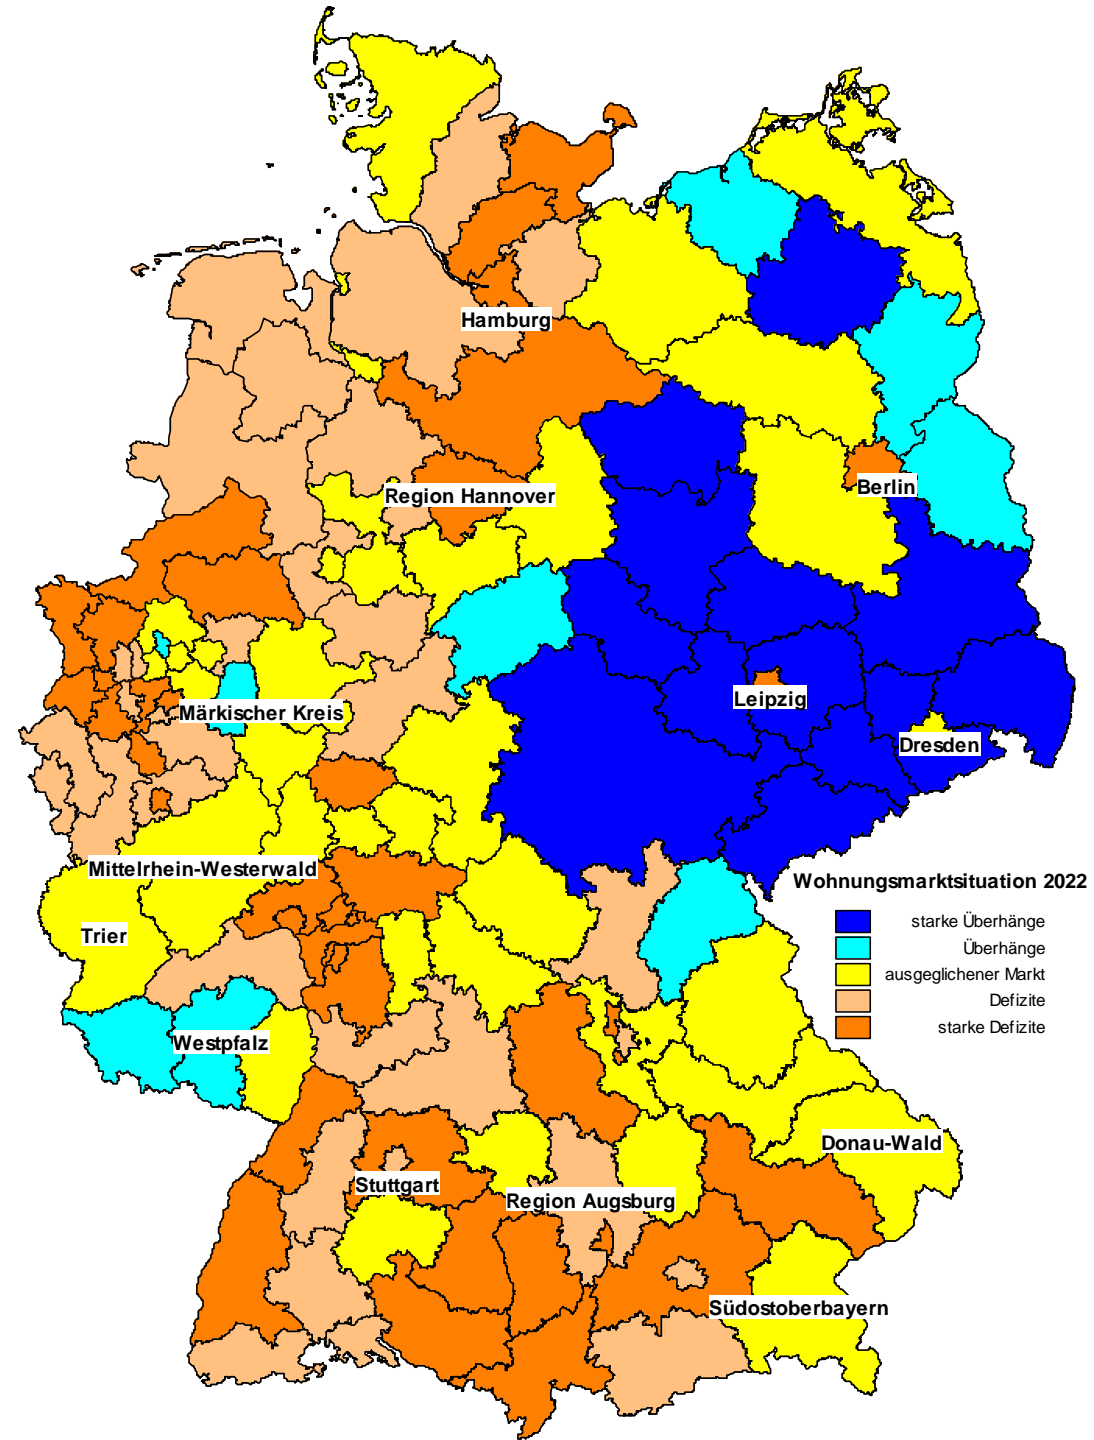 Hamburg
Region Hannover
Berlin
Leipzig
Märkischer Kreis
Dresden
Mittelrhein-Westerwald
Wohnungsmarktsituation 2022
starke Überhänge
Trier
Überhänge
ausgeglichener Markt
Defizite
starke Defizite
Westpfalz
Donau-Wald
Stuttgart
Region Augsburg
Südostoberbayern